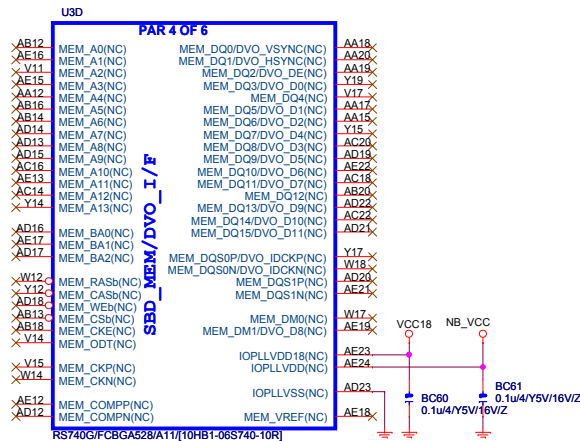 U3D
PAR 4 OF 6
AB12 MEM_A0(NC) MEM_DQ0/DVO_VSYNC(NC) AA18
AE16 MEM_A1(NC) MEM_DQ1/DVO_HSYNC(NC) AA20
V11 MEM_A2(NC) MEM_DQ2/DVO_DE(NC) AA19
AE15 MEM_A3(NC) MEM_DQ3/DVO_D0(NC) Y19
AA12 MEM_A4(NC) MEM_DQ4(NC) V17
AB16 MEM_A5(NC) MEM_DQ5/DVO_D1(NC) AA17
AB14 MEM_A6(NC) MEM_DQ6/DVO_D2(NC) AA15
AD14 MEM_A7(NC) MEM_DQ7/DVO_D4(NC) Y15
AD13 MEM_A8(NC) MEM_DQ8/DVO_D3(NC) AC20
AD15 MEM_A9(NC) MEM_DQ9/DVO_D5(NC) AD19
AC16 MEM_A10(NC) MEM_DQ10/DVO_D6(NC) AE22
AE13 MEM_A11(NC) MEM_DQ11/DVO_D7(NC) AC18
AC14 MEM_A12(NC) MEM_DQ12(NC) AB20
Y14 MEM_A13(NC) MEM_DQ13/DVO_D9(NC) AD22
MEM_DQ14/DVO_D10(NC) AC22
AD16 MEM_BA0(NC) MEM_DQ15/DVO_D11(NC) AD21
AE17 MEM_BA1(NC)
AD17 MEM_BA2(NC) MEM_DQS0P/DVO_IDCKP(NC) Y17
MEM_DQS0N/DVO_IDCKN(NC) W18
W12 MEM_RASb(NC) MEM_DQS1P(NC) AD20
Y12 MEM_CASb(NC) MEM_DQS1N(NC) AE21
AD18 MEM_WEb(NC)
AB13 MEM_CSb(NC) MEM_DM0(NC) W17
AB18 MEM_CKE(NC) MEM_DM1/DVO_D8(NC) AE19
V14 MEM_ODT(NC)
SBD_MEM/DVO_I/F
VCC18 NB_VCC
IOPLLVDD18(NC) AE23
V15 MEM_CKP(NC) IOPLLVDD(NC) AE24
W14 MEM_CKN(NC)
IOPLLVSS(NC) AD23
AE12 MEM_COMPP(NC)
AD12 MEM_COMPN(NC) MEM_VREF(NC) AE18
BC60
0.1u/4/Y5V/16V/Z
BC61
0.1u/4/Y5V/16V/Z
RS740G/FCBGA528/A11/[10HB1-06S740-10R]